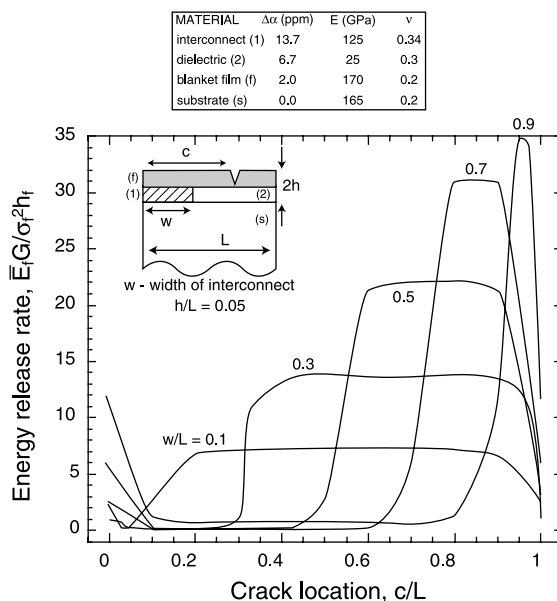 MATERIAL Δα (ppm) E (GPa) ν
interconnect (1) 13.7 125 0.34
dielectric (2) 6.7 25 0.3
blanket film (f) 2.0 170 0.2
substrate (s) 0.0 165 0.2
0.9
35
30
25
20
15
10
5
0
Energy release rate, E̅fG/σf²hf
c
(f)
(1)
(2)
2h
w
(s)
L
w - width of interconnect
h/L = 0.05
0.7
0.5
0.3
w/L = 0.1
0 0.2 0.4 0.6 0.8 1
Crack location, c/L